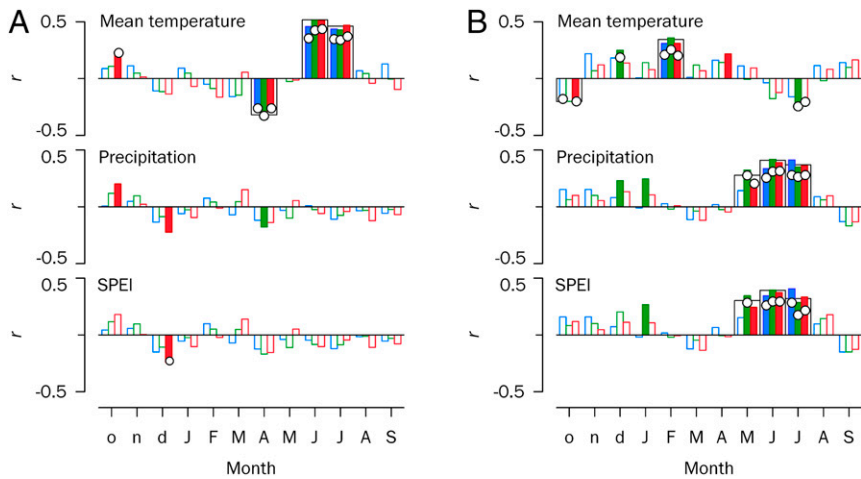 A
Mean temperature
0.5
r
-0.5
Precipitation
0.5
r
-0.5
SPEI
0.5
r
-0.5
o n d J F M A M J J A S
Month
B
Mean temperature
0.5
r
-0.5
Precipitation
0.5
r
-0.5
SPEI
0.5
r
-0.5
o n d J F M A M J J A S
Month